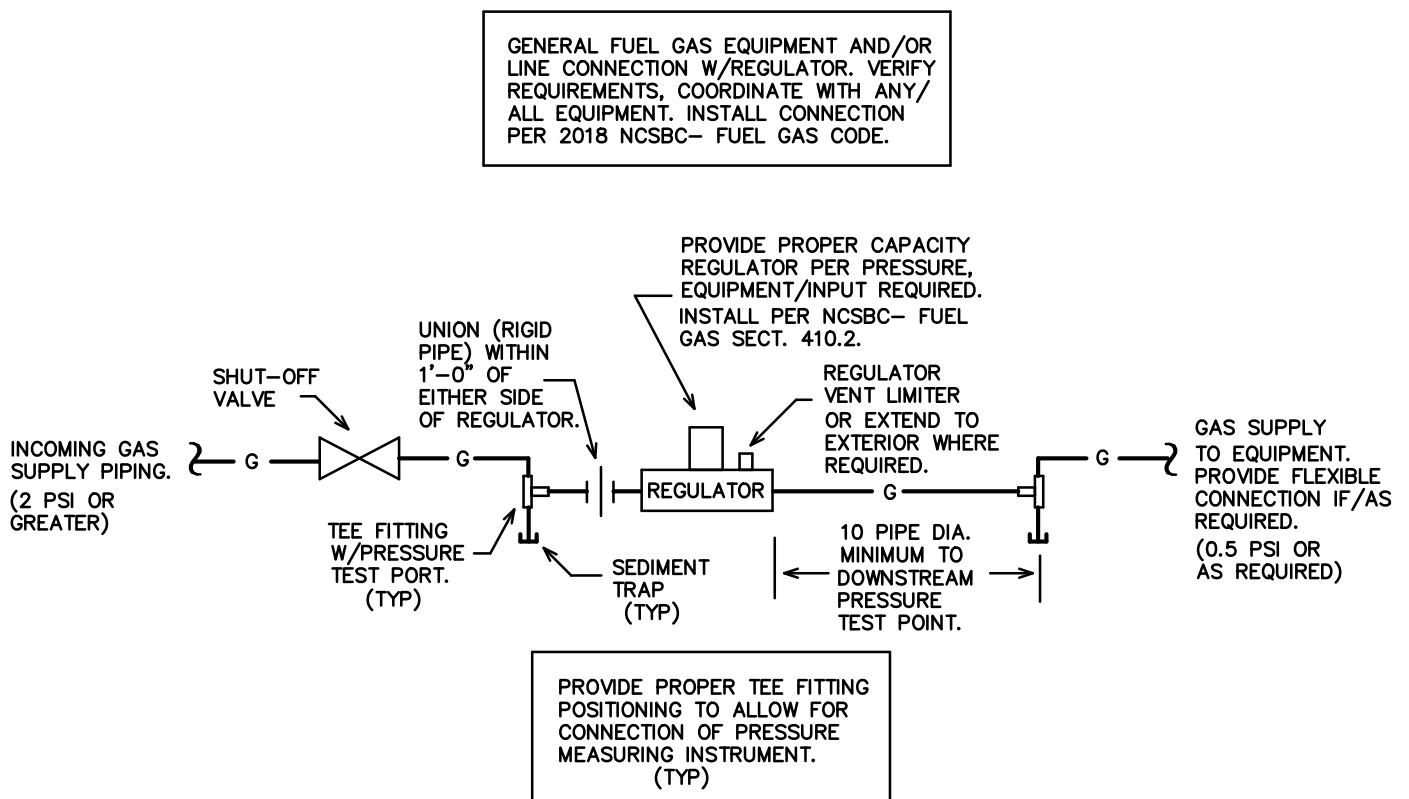 GENERAL FUEL GAS EQUIPMENT AND/OR
LINE CONNECTION W/REGULATOR. VERIFY
REQUIREMENTS, COORDINATE WITH ANY/
ALL EQUIPMENT. INSTALL CONNECTION
PER 2018 NCSBC– FUEL GAS CODE.
PROVIDE PROPER CAPACITY
REGULATOR PER PRESSURE,
EQUIPMENT/INPUT REQUIRED.
INSTALL PER NCSBC– FUEL
GAS SECT. 410.2.
UNION (RIGID
PIPE) WITHIN
1'–0" OF
EITHER SIDE
OF REGULATOR.
SHUT–OFF
VALVE
REGULATOR
VENT LIMITER
OR EXTEND TO
EXTERIOR WHERE
REQUIRED.
INCOMING GAS
SUPPLY PIPING.
(2 PSI OR
GREATER)
G
G
REGULATOR
G
G
GAS SUPPLY
TO EQUIPMENT.
PROVIDE FLEXIBLE
CONNECTION IF/AS
REQUIRED.
(0.5 PSI OR
AS REQUIRED)
TEE FITTING
W/PRESSURE
TEST PORT.
(TYP)
SEDIMENT
TRAP
(TYP)
10 PIPE DIA.
MINIMUM TO
DOWNSTREAM
PRESSURE
TEST POINT.
PROVIDE PROPER TEE FITTING
POSITIONING TO ALLOW FOR
CONNECTION OF PRESSURE
MEASURING INSTRUMENT.
(TYP)